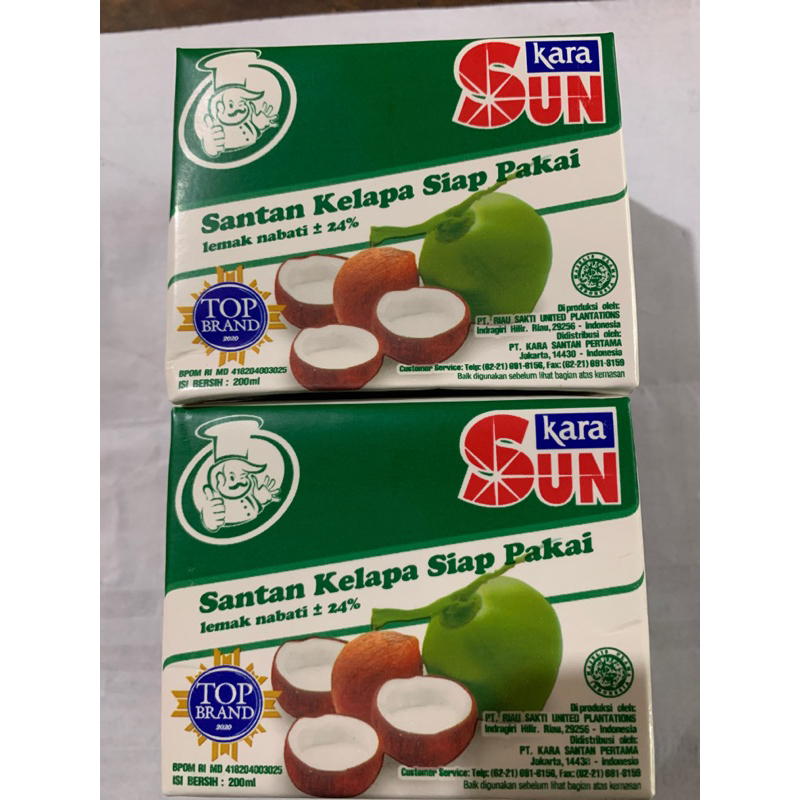 kara
SUN
Santan Kelapa Siap Pakai
lemak nabati ± 24%
TOP
BRAND
2020
Di produksi oleh:
PT. RIAU SAKTI UNITED PLANTATIONS
Indragiri Hilir. Riau, 29256 - Indonesia
Didistribusi oleh:
PT. KARA SANTAN PERTAMA
Jakarta, 14430 - Indonesia
BPOM RI MD 418204003025
ISI BERSIH : 200ml
Customer Service: Telp: (62-21) 691-8156, Fax: (62-21) 691-8159
Baik digunakan sebelum lihat bagian atas kemasan
kara
SUN
Santan Kelapa Siap Pakai
lemak nabati ± 24%
TOP
BRAND
2020
Di produksi oleh:
PT. RIAU SAKTI UNITED PLANTATIONS
Indragiri Hilir. Riau, 29256 - Indonesia
Didistribusi oleh:
PT. KARA SANTAN PERTAMA
Jakarta, 14430 - Indonesia
BPOM RI MD 418204003025
ISI BERSIH : 200ml
Customer Service: Telp: (62-21) 691-8156, Fax: (62-21) 691-8159
Baik digunakan sebelum lihat bagian atas kemasan